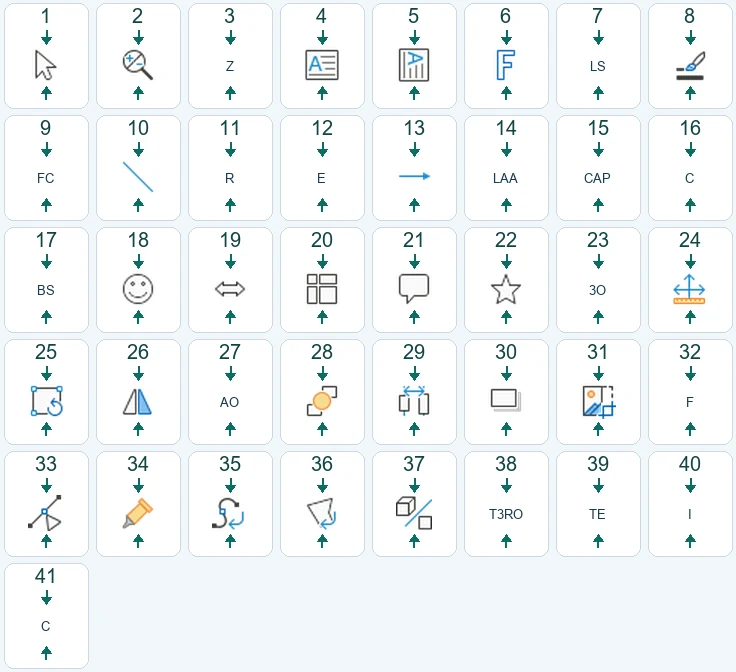 1 2 3 4 5 6 7 8
Z A A F LS
9 10 11 12 13 14 15 16
FC R E LAA CAP C
17 18 19 20 21 22 23 24
BS 3O
25 26 27 28 29 30 31 32
AO F
33 34 35 36 37 38 39 40
T3RO TE I
41
C